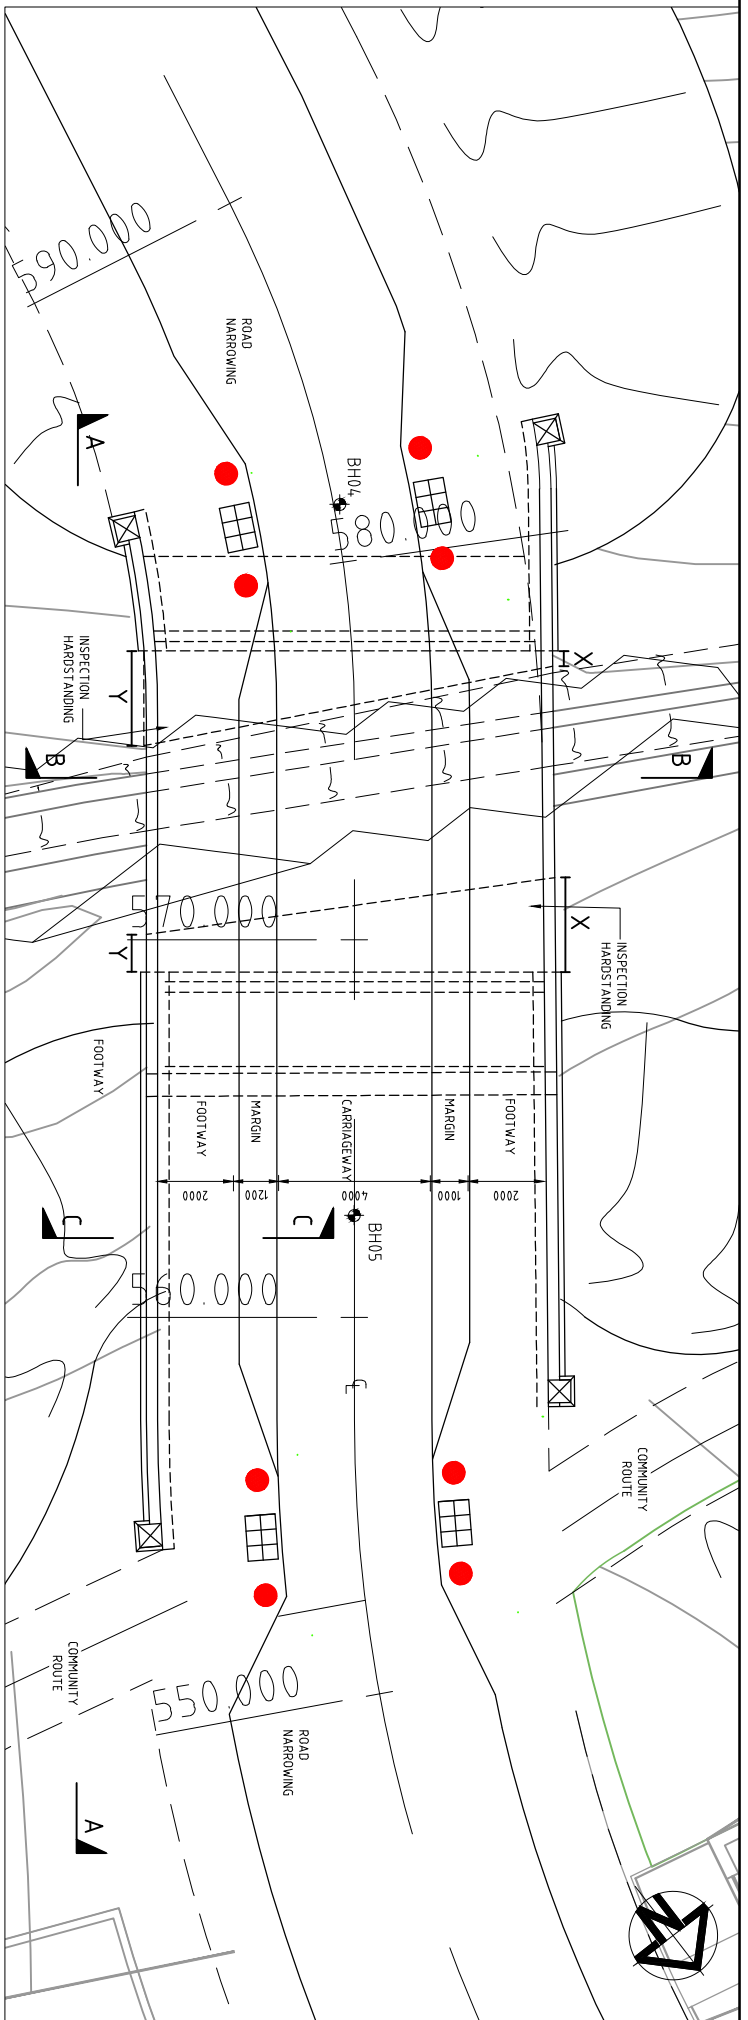 590.000
ROAD
NARROWING
A
BH04
580.000
INSPECTION
HARDSTANDING
X
Y
B
B
570.000
X
Y
INSPECTION
HARDSTANDING
FOOTWAY
FOOTWAY
MARGIN
CARRIAGEWAY
MARGIN
FOOTWAY
2000
1200
4000
1000
2000
C
C
BH05
560.000
CL
COMMUNITY
ROUTE
COMMUNITY
ROUTE
550.000
ROAD
NARROWING
A
N